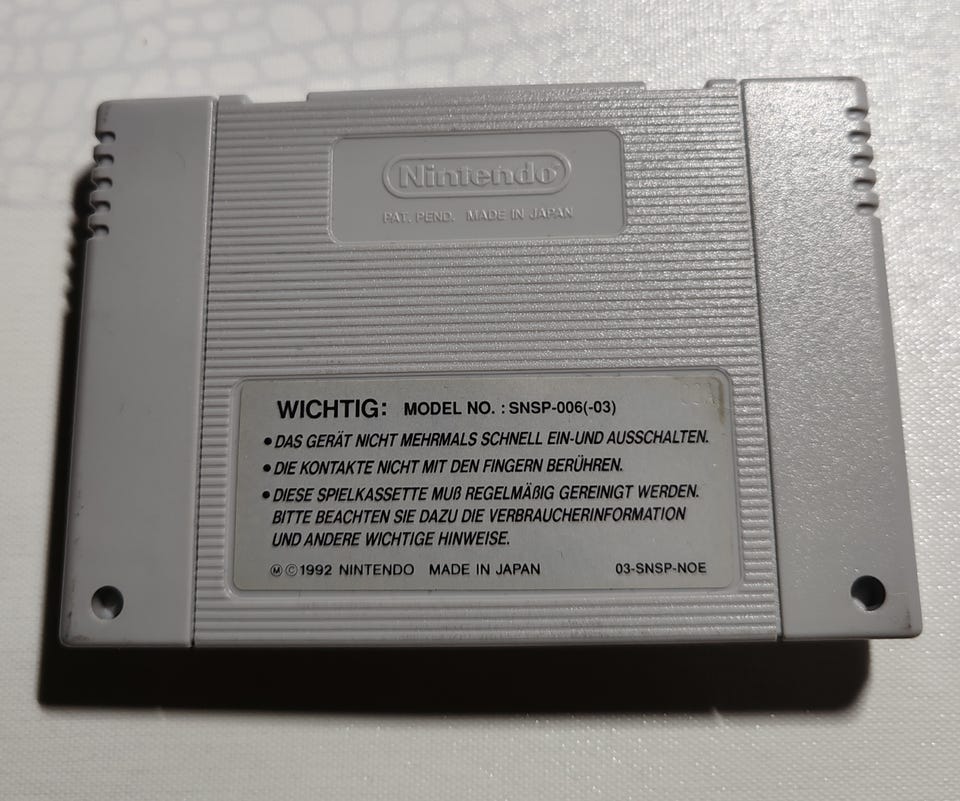 Nintendo®
PAT. PEND. MADE IN JAPAN
WICHTIG: MODEL NO. : SNSP-006(-03)
• DAS GERÄT NICHT MEHRMALS SCHNELL EIN-UND AUSSCHALTEN.
• DIE KONTAKTE NICHT MIT DEN FINGERN BERÜHREN.
• DIESE SPIELKASSETTE MUß REGELMÄßIG GEREINIGT WERDEN.
BITTE BEACHTEN SIE DAZU DIE VERBRAUCHERINFORMATION
UND ANDERE WICHTIGE HINWEISE.
Ⓜ©1992 NINTENDO MADE IN JAPAN 03-SNSP-NOE